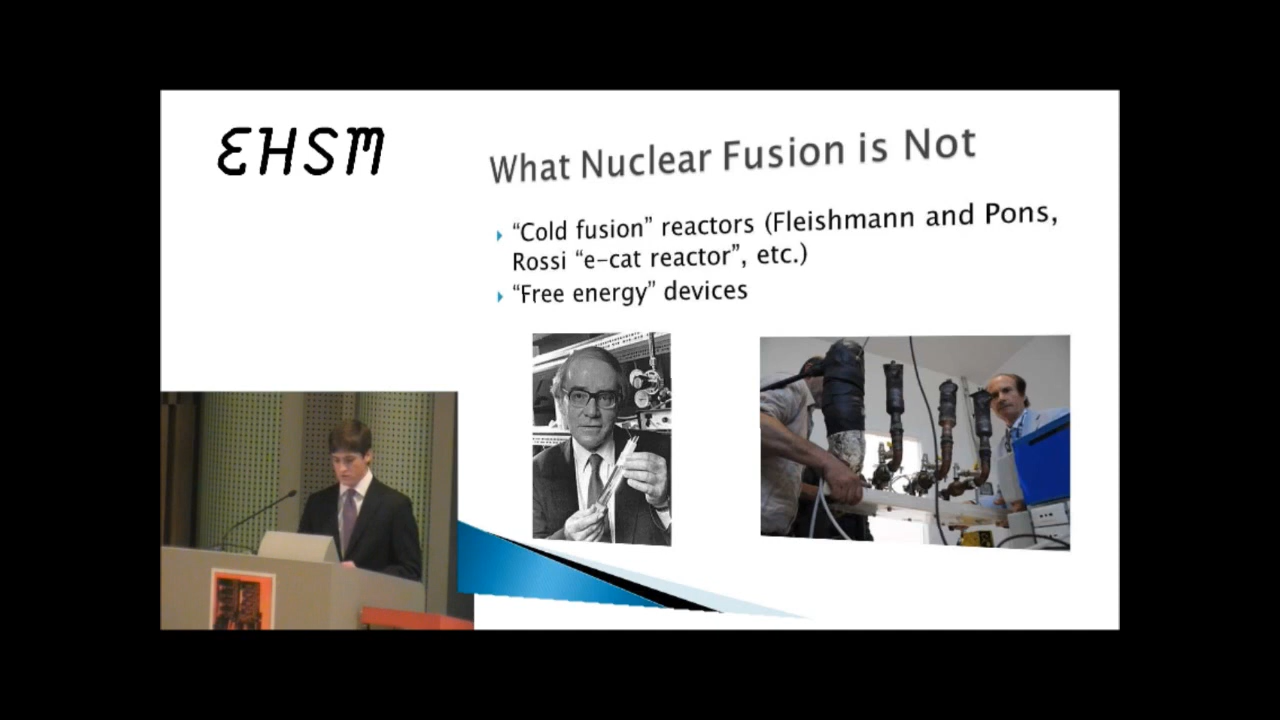 EHSM
What Nuclear Fusion is Not
“Cold fusion” reactors (Fleishmann and Pons,
Rossi “e-cat reactor”, etc.)
“Free energy” devices